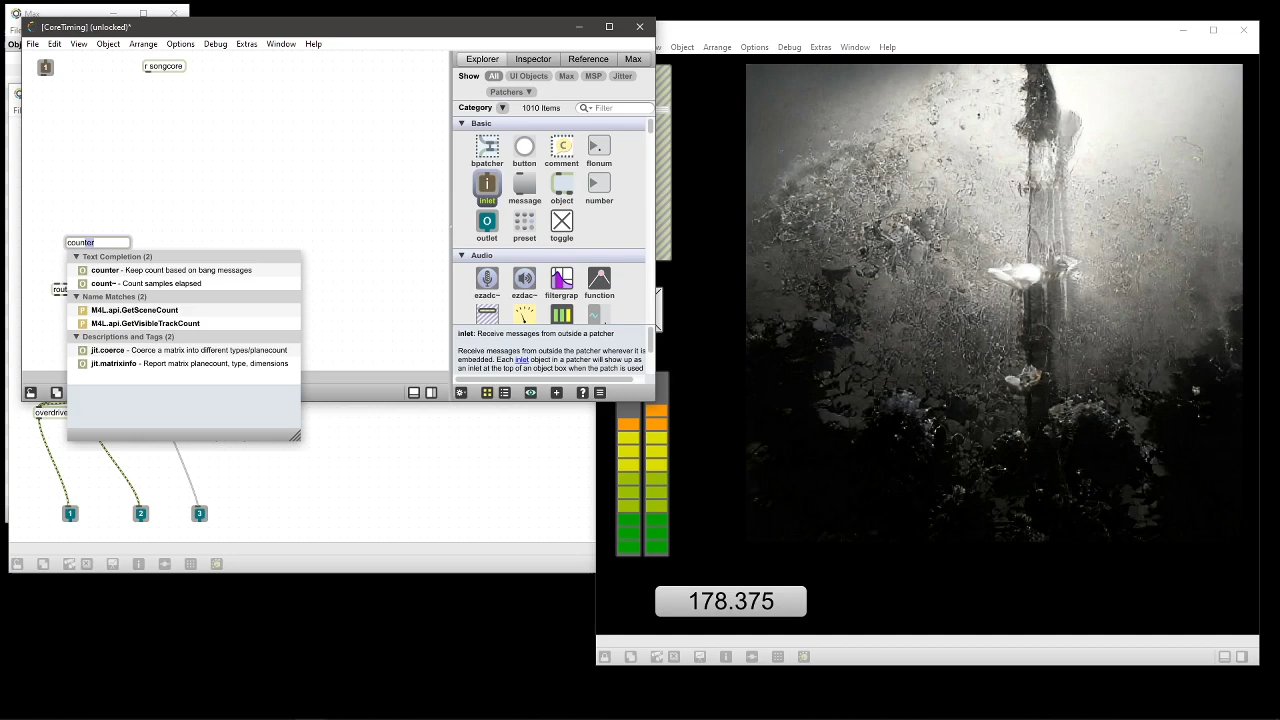 Max
[CoreTiming] (unlocked)*
File Edit View Object Arrange Options Debug Extras Window Help
Object Arrange Options Debug Extras Window Help
1
r songcore
Explorer Inspector Reference Max
Show All UI Objects Max MSP Jitter
Patchers ▼
Category ▼ 1010 Items Filter
Basic
bpatcher button comment flonum
inlet message object number
outlet preset toggle
Audio
ezadc~ ezdac~ filtergrap function
inlet: Receive messages from outside a patcher
Receive messages from outside the patcher wherever it is
embedded. Each inlet object in a patcher will show up as
an inlet at the top of an object box when the patch is used
counter
Text Completion (2)
counter - Keep count based on bang messages
count~ - Count samples elapsed
Name Matches (2)
M4L.api.GetSceneCount
M4L.api.GetVisibleTrackCount
Descriptions and Tags (2)
jit.coerce - Coerce a matrix into different types/planecount
jit.matrixinfo - Report matrix planecount, type, dimensions
rout
overdrive
1 2 3
178.375